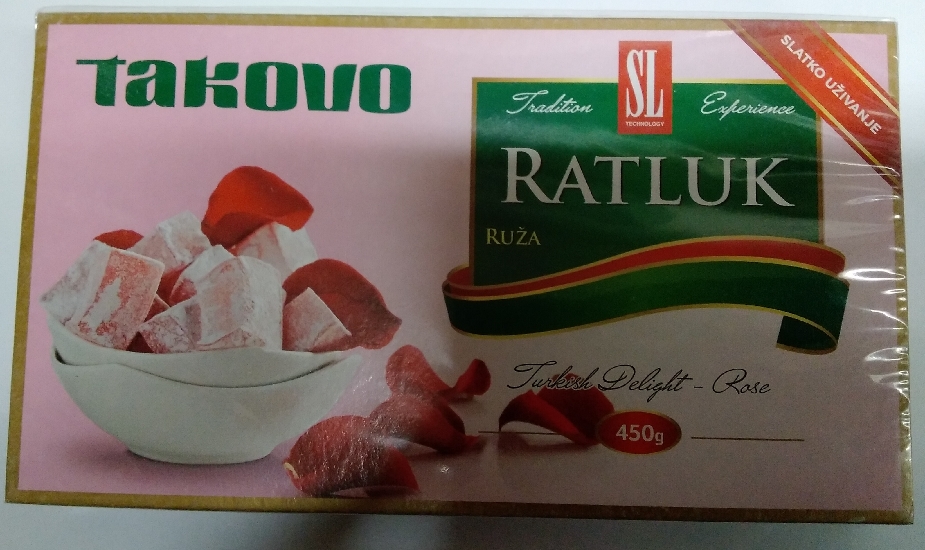 TAKOVO
SLATKO UŽIVANJE
Tradition
SL
TECHNOLOGY
Experience
RATLUK
RUŽA
Turkish Delight - Rose
450g